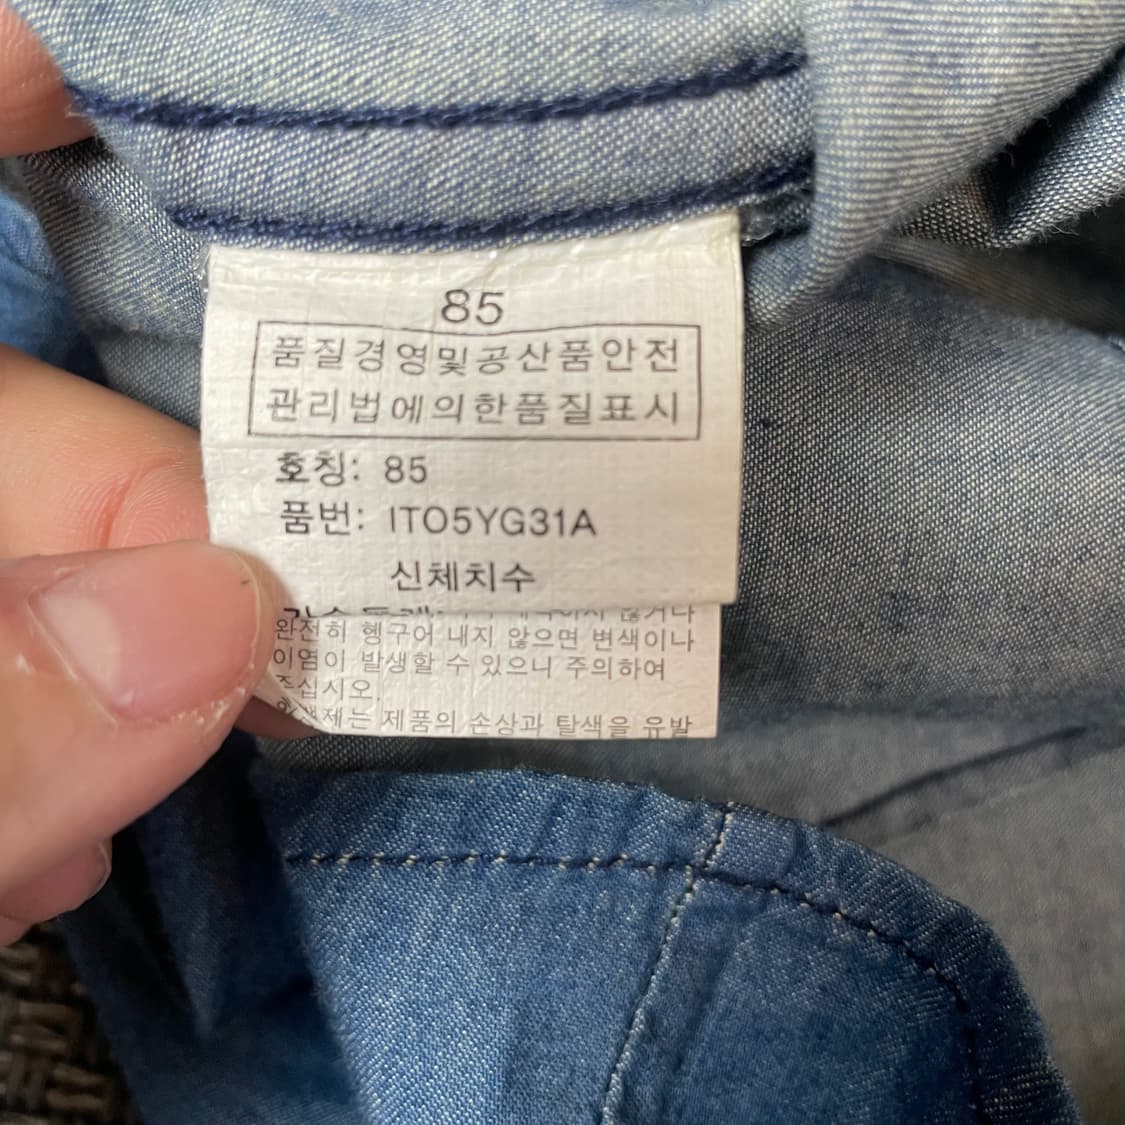 85
품질경영및공산품안전
관리법에의한품질표시
호칭: 85
품번: ITO5YG31A
신체치수
완전히 헹구어 내지 않으면 변색이나
이염이 발생할 수 있으니 주의하여
주십시오.
제품의 손상과 탈색을 유발